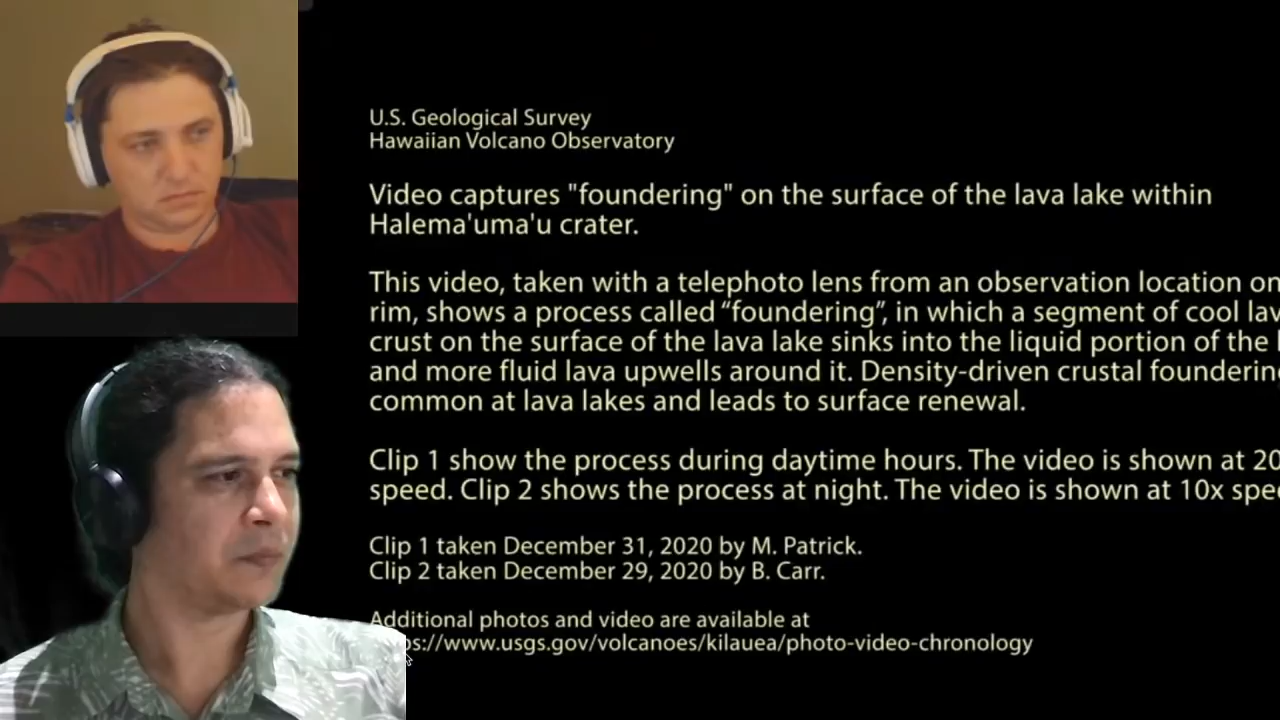 U.S. Geological Survey
Hawaiian Volcano Observatory
Video captures "foundering" on the surface of the lava lake within
Halema'uma'u crater.
This video, taken with a telephoto lens from an observation location on
rim, shows a process called “foundering”, in which a segment of cool
crust on the surface of the lava lake sinks into the liquid portion of the
and more fluid lava upwells around it. Density-driven crustal
common at lava lakes and leads to surface renewal.
Clip 1 show the process during daytime hours. The video is shown at
speed. Clip 2 shows the process at night. The video is shown at 10x
Clip 1 taken December 31, 2020 by M. Patrick.
Clip 2 taken December 29, 2020 by B. Carr.
Additional photos and video are available at
://www.usgs.gov/volcanoes/kilauea/photo-video-chronology